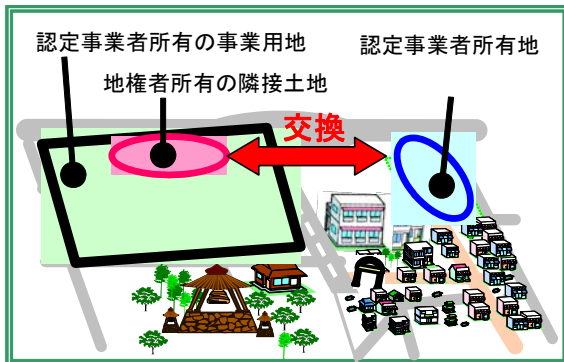 認定事業者所有の事業用地
地権者所有の隣接土地
認定事業者所有地
交換